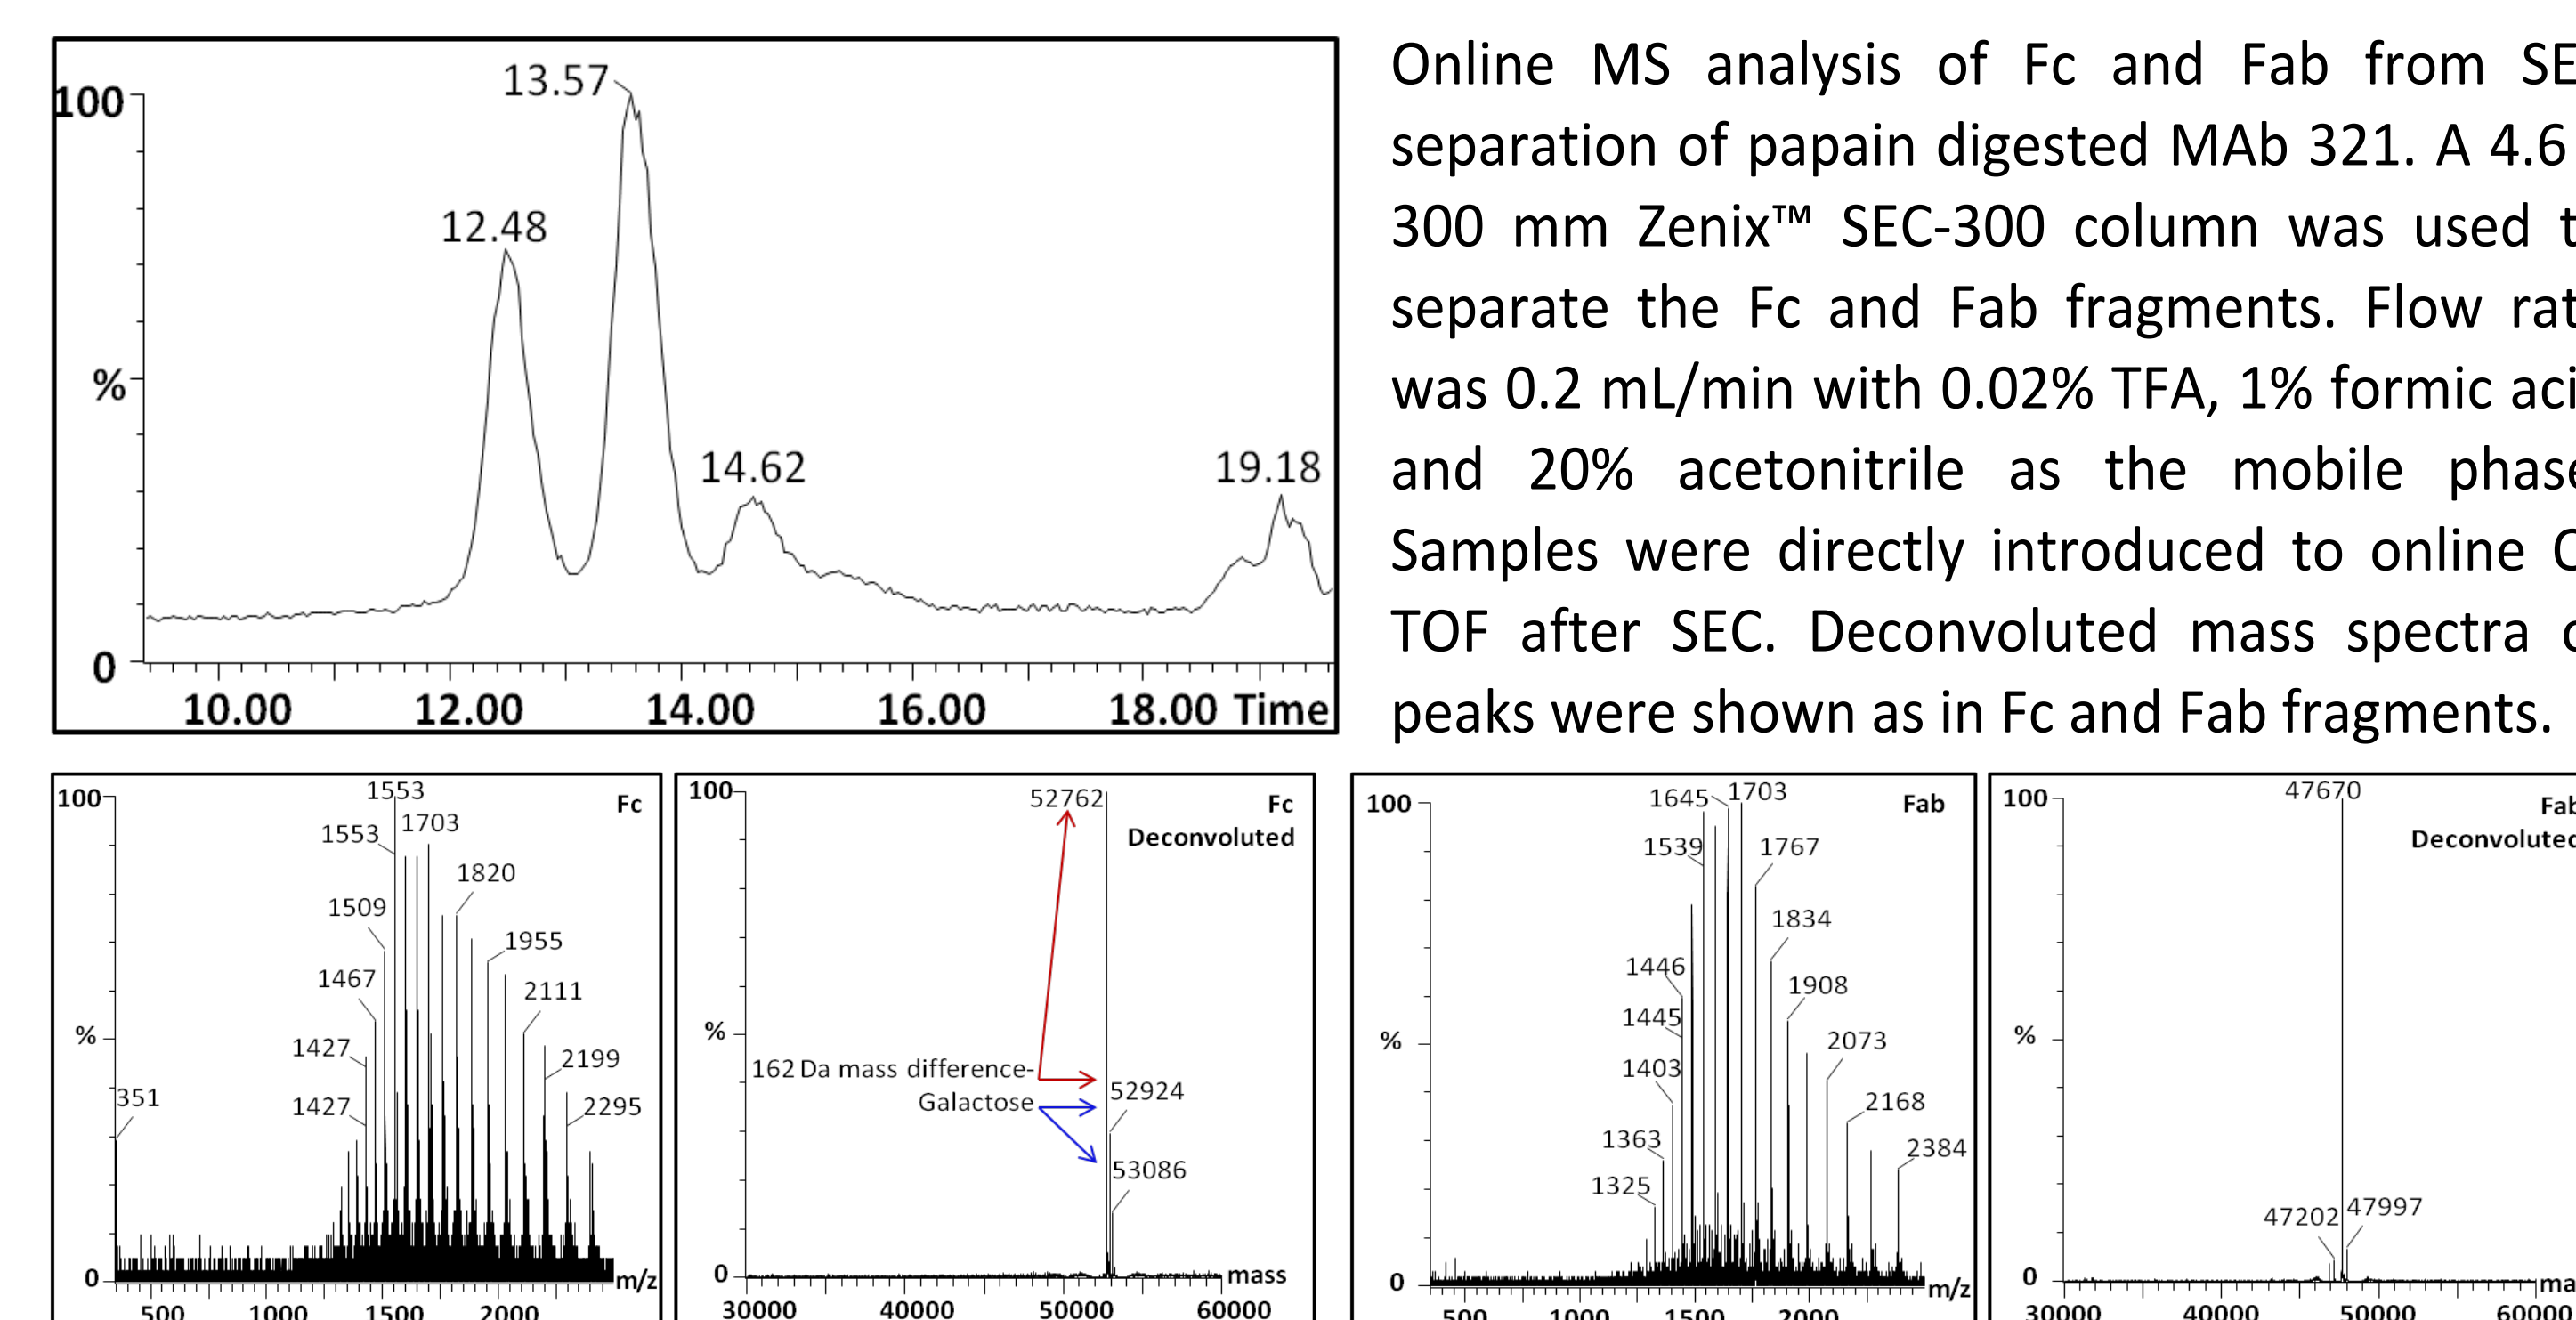 100
13.57
12.48
%
14.62
19.18
0
10.00 12.00 14.00 16.00 18.00 Time
Online MS analysis of Fc and Fab from SE
separation of papain digested MAb 321. A 4.6
300 mm Zenix™ SEC-300 column was used t
separate the Fc and Fab fragments. Flow rat
was 0.2 mL/min with 0.02% TFA, 1% formic aci
and 20% acetonitrile as the mobile phase
Samples were directly introduced to online
TOF after SEC. Deconvoluted mass spectra
peaks were shown as in Fc and Fab fragments.
100
1553
Fc
1553 1703
1820
1509
1955
1467
2111
%
1427
2199
351
1427
2295
0
m/z
500 1000 1500 2000
100
52762
Fc
Deconvoluted
%
162 Da mass difference-
Galactose
52924
53086
0
mass
30000 40000 50000 60000
100
1645 1703
Fab
1539 1767
1834
1446
1908
1445
%
2073
1403
2168
1363
2384
1325
0
m/z
500 1000 1500 2000
100
47670
Fab
Deconvoluted
%
47202 47997
0
ma
30000 40000 50000 6000